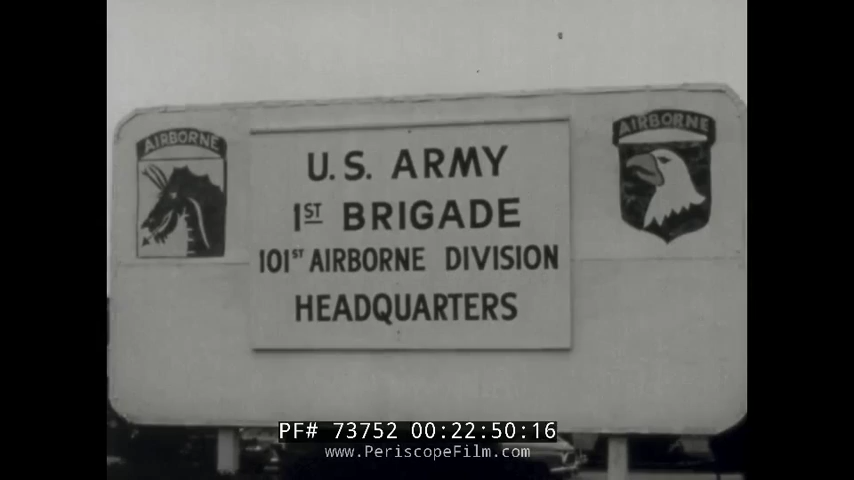 AIRBORNE
AIRBORNE
U.S. ARMY
1ST BRIGADE
101ST AIRBORNE DIVISION
HEADQUARTERS
PF# 73752 00:22:50:16
www.PeriscopeFilm.com